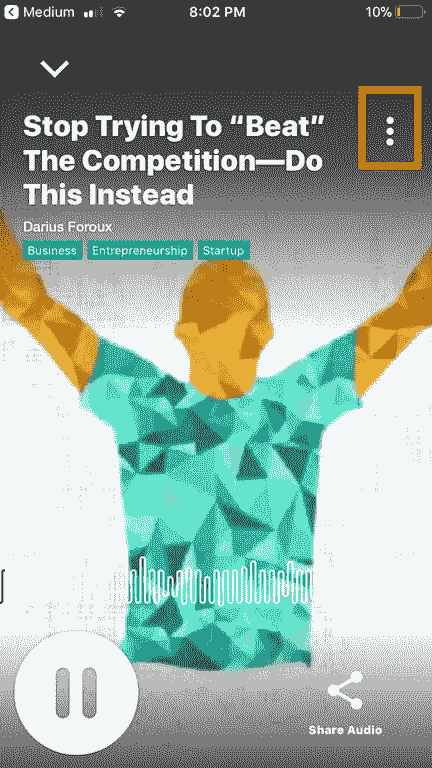 Medium 8:02 PM 10%
Stop Trying To “Beat”
The Competition—Do
This Instead
Darius Foroux
Business Entrepreneurship Startup
Share Audio